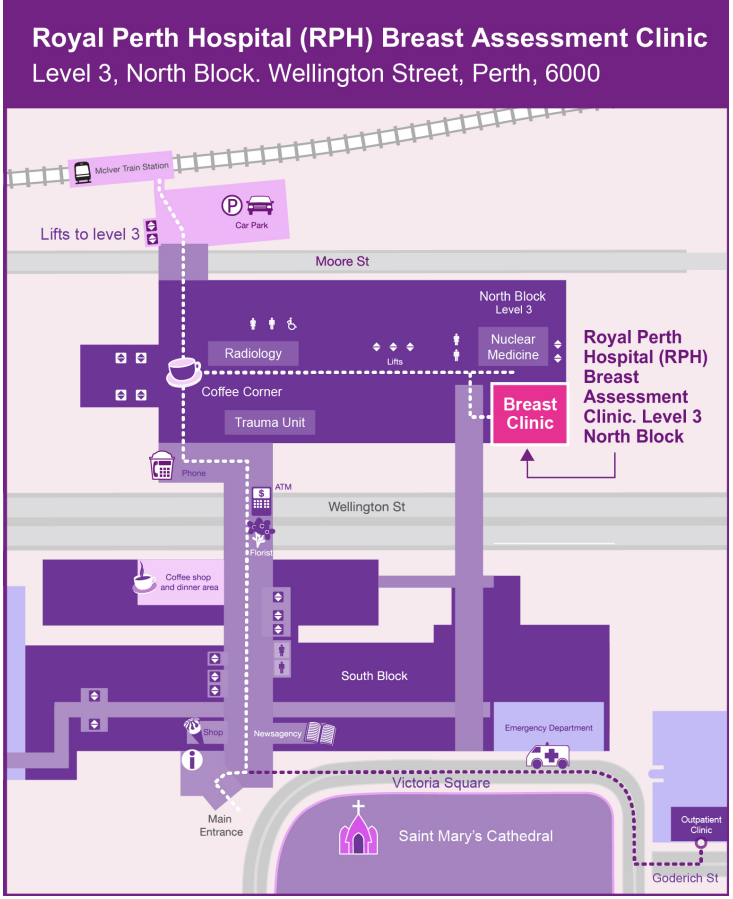 Royal Perth Hospital (RPH) Breast Assessment Clinic
Level 3, North Block. Wellington Street, Perth, 6000
McIver Train Station
P
Car Park
Lifts to level 3
Moore St
North Block
Level 3
Nuclear
Medicine
Radiology
Lifts
Royal Perth
Hospital (RPH)
Breast
Assessment
Clinic. Level 3
North Block
Coffee Corner
Breast
Clinic
Trauma Unit
Phone
ATM
$
Wellington St
Florist
Coffee shop
and dinner area
South Block
Shop
Newsagency
Emergency Department
i
Victoria Square
Main
Entrance
Saint Mary's Cathedral
Outpatient
Clinic
Goderich St